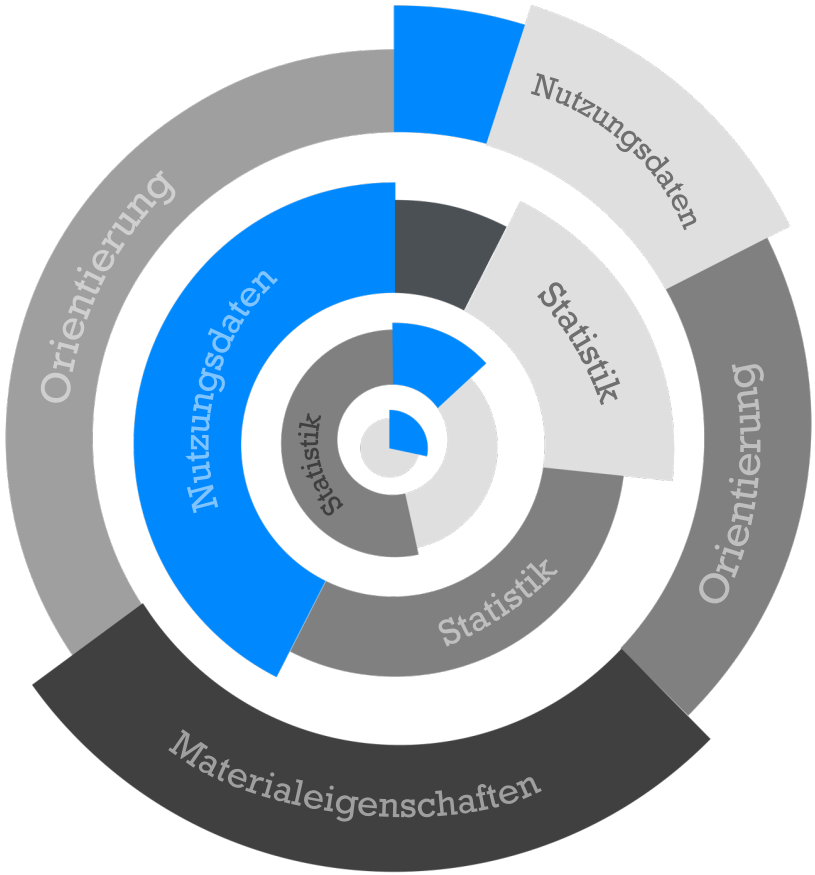 Nutzungsdaten
Orientierung
Materialeigenschaften
Orientierung
Statistik
Statistik
Nutzungsdaten
Statistik